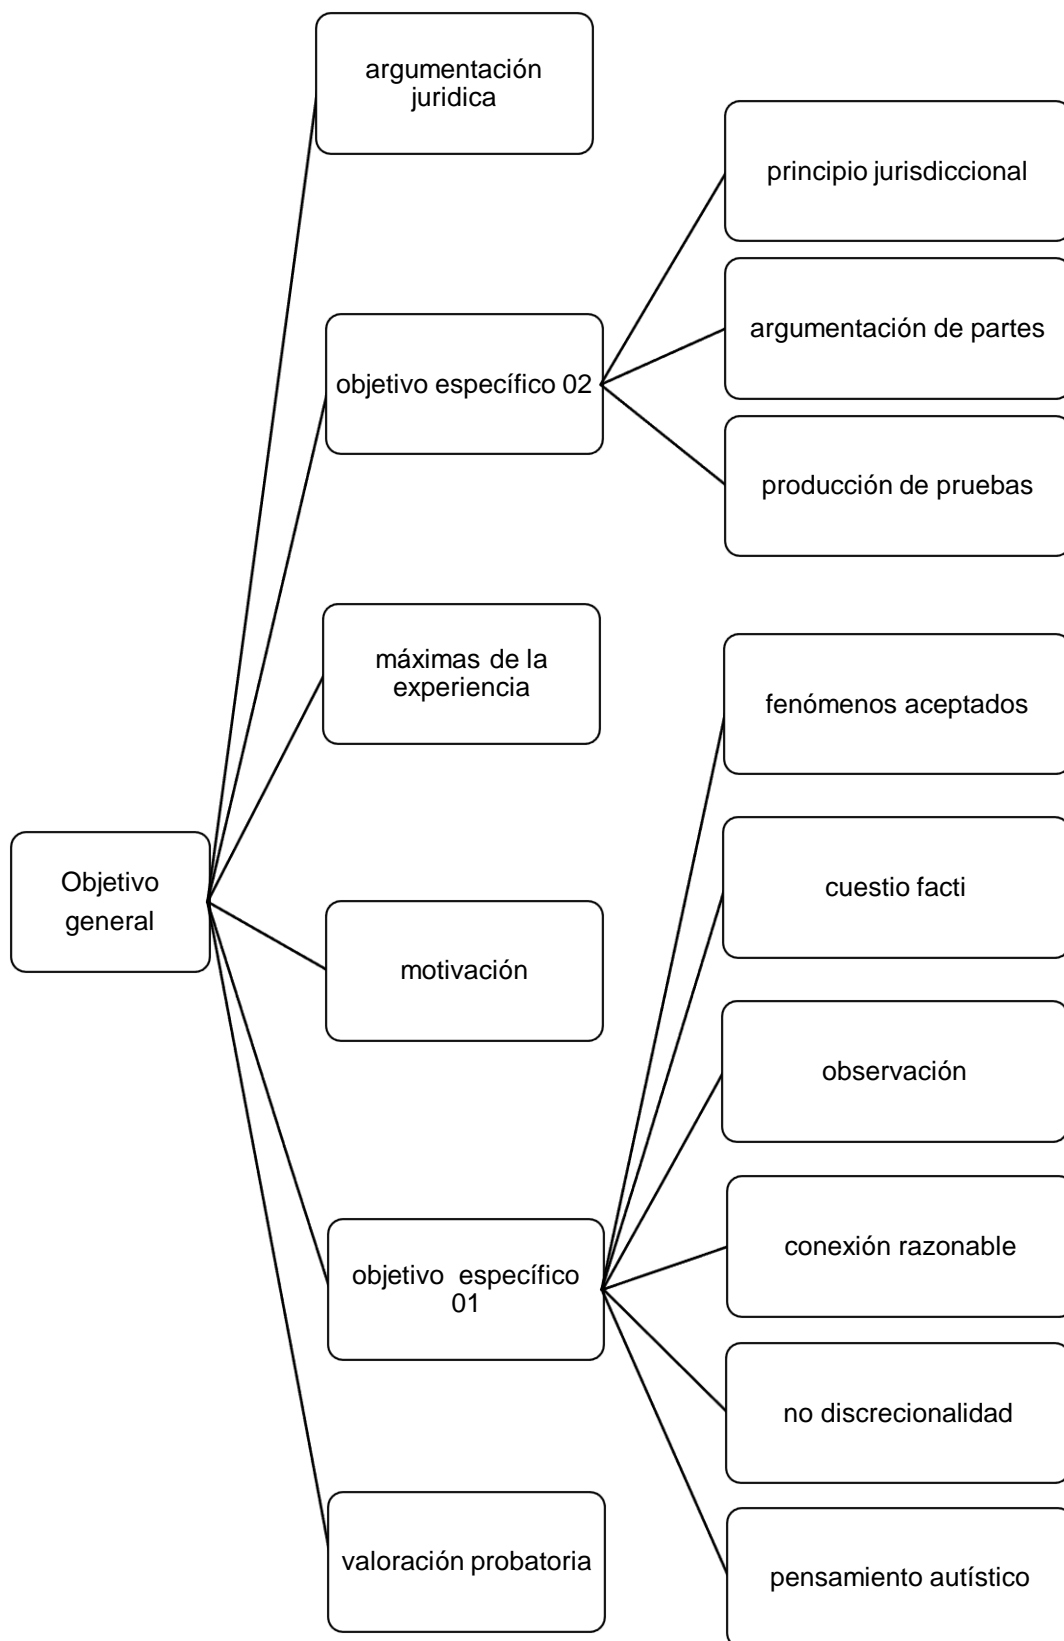 argumentación
juridica
principio jurisdiccional
argumentación de partes
objetivo específico 02
producción de pruebas
máximas de la
experiencia
fenómenos aceptados
Objetivo
general
cuestio facti
motivación
observación
conexión razonable
objetivo específico
01
no discrecionalidad
valoración probatoria
pensamiento autístico